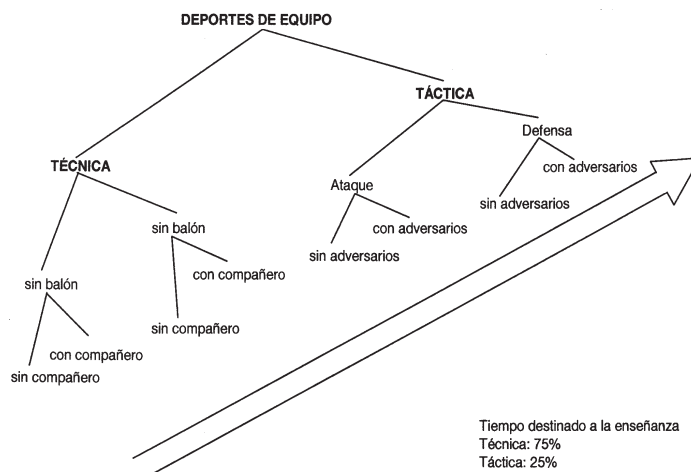 DEPORTES DE EQUIPO
TÁCTICA
Defensa
TÉCNICA
con adversarios
Ataque
sin adversarios
sin balón
con adversarios
sin adversarios
con compañero
sin balón
sin compañero
con compañero
sin compañero
Tiempo destinado a la enseñanza
Técnica: 75%
Táctica: 25%